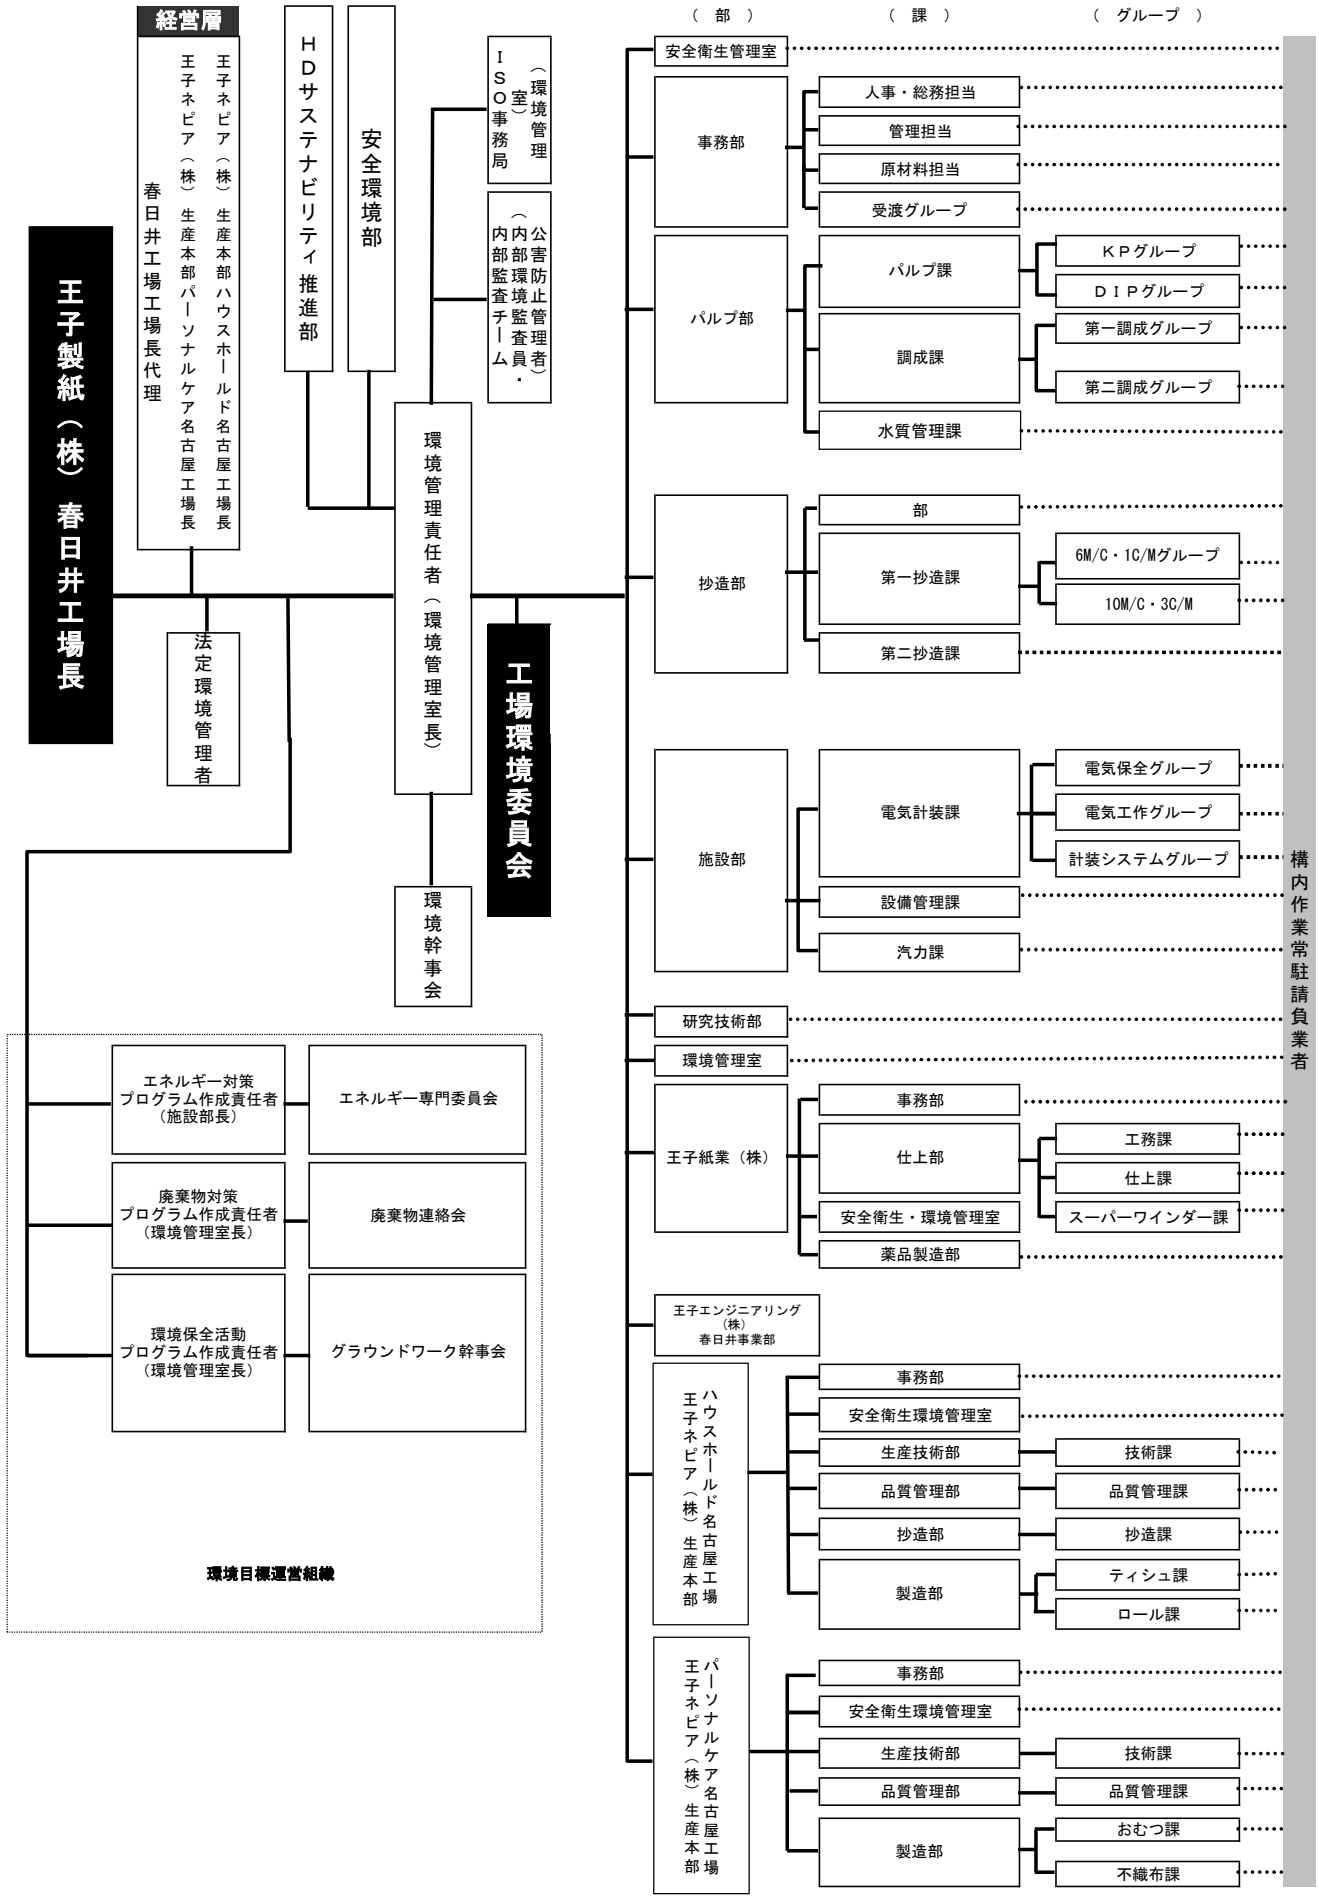 経営層
王子ネピア（株）生産本部ハウスホールド名古屋工場長
王子ネピア（株）生産本部パーソナルケア名古屋工場長
春日井工場工場長代理
王子製紙（株）春日井工場長
法定環境管理者
HDサステナビリティ推進部
安全環境部
（環境管理
室）
ISO事務局
公害防止管理者）
（内部環境監査員・
内部監査チーム
環境管理責任者（環境管理室長）
工場環境委員会
環境幹事会
エネルギー対策
プログラム作成責任者
（施設部長）
エネルギー専門委員会
廃棄物対策
プログラム作成責任者
（環境管理室長）
廃棄物連絡会
環境保全活動
プログラム作成責任者
（環境管理室長）
グラウンドワーク幹事会
環境目標運営組織
（　部　）
（　課　）
（　グループ　）
安全衛生管理室
事務部
人事・総務担当
管理担当
原材料担当
受渡グループ
パルプ部
パルプ課
ＫＰグループ
ＤＩＰグループ
調成課
第一調成グループ
第二調成グループ
水質管理課
抄造部
部
第一抄造課
6M/C・1C/Mグループ
10M/C・3C/M
第二抄造課
施設部
電気計装課
電気保全グループ
電気工作グループ
計装システムグループ
設備管理課
汽力課
研究技術部
環境管理室
王子紙業（株）
事務部
仕上部
工務課
仕上課
スーパーワインダー課
安全衛生・環境管理室
薬品製造部
王子エンジニアリング
（株）
春日井事業部
ハウスホールド名古屋工場
王子ネピア（株）生産本部
事務部
安全衛生環境管理室
生産技術部
技術課
品質管理部
品質管理課
抄造部
抄造課
製造部
ティシュ課
ロール課
パーソナルケア名古屋工場
王子ネピア（株）生産本部
事務部
安全衛生環境管理室
生産技術部
技術課
品質管理部
品質管理課
製造部
おむつ課
不織布課
構内作業常駐請負業者